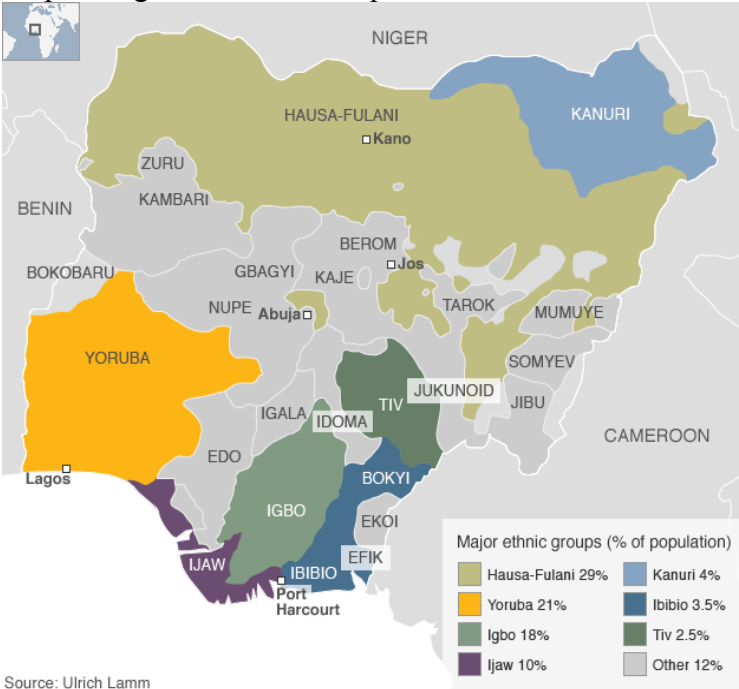 NIGER
HAUSA-FULANI
KANURI
Kano
ZURU
KAMBARI
BENIN
BEROM
BOKOBARU
GBAGYI
KAJE
Jos
NUPE
Abuja
TAROK
MUMUYE
YORUBA
SOMYEV
JUKUNOID
TIV
JIBU
IGALA
IDOMA
CAMEROON
EDO
Lagos
BOKYI
IGBO
EKOI
EFIK
IJAW
IBIBIO
Port
Harcourt
Major ethnic groups (% of population)
Hausa-Fulani 29%
Kanuri 4%
Yoruba 21%
Ibibio 3.5%
Igbo 18%
Tiv 2.5%
Ijaw 10%
Other 12%
Source: Ulrich Lamm